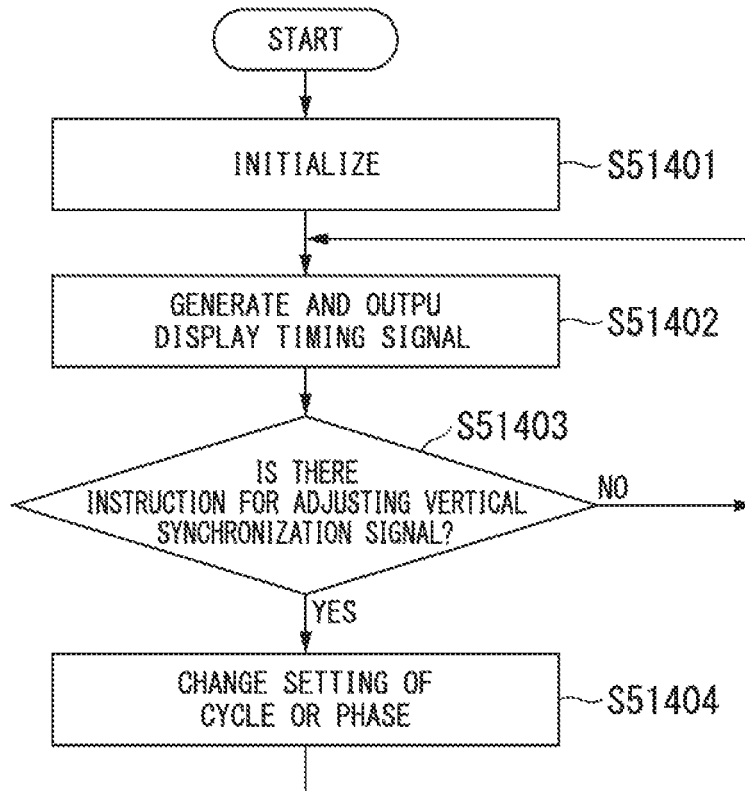 START
INITIALIZE
S51401
GENERATE AND OUTPU
DISPLAY TIMING SIGNAL
S51402
S51403
IS THERE
INSTRUCTION FOR ADJUSTING VERTICAL
SYNCHRONIZATION SIGNAL?
NO
YES
CHANGE SETTING OF
CYCLE OR PHASE
S51404